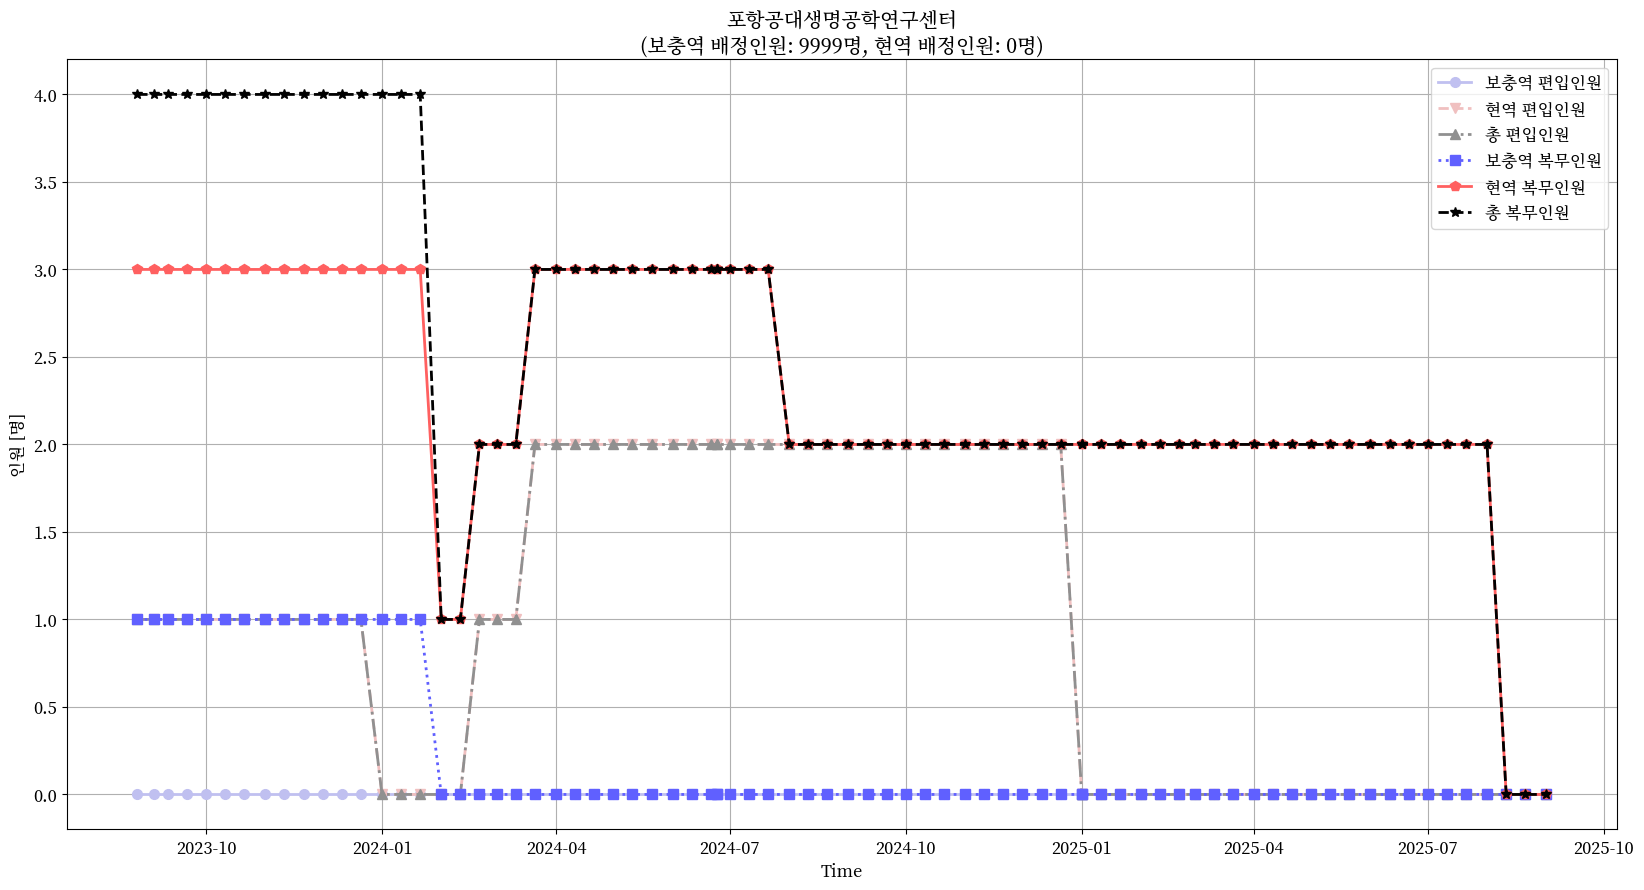 포항공대생명공학연구센터
(보충역 배정인원: 9999명, 현역 배정인원: 0명)
보충역 편입인원
현역 편입인원
총 편입인원
보충역 복무인원
현역 복무인원
총 복무인원
인원 [명]
4.0
3.5
3.0
2.5
2.0
1.5
1.0
0.5
0.0
2023-10
2024-01
2024-04
2024-07
2024-10
2025-01
2025-04
2025-07
2025-10
Time